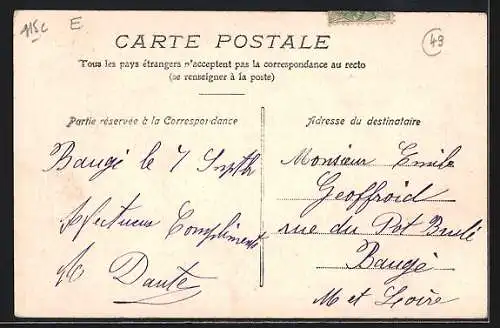 115c
E
49
CARTE POSTALE
Tous les pays étrangers n'acceptent pas la correspondance au recto
(se renseigner à la poste)
Partie réservée à la Correspondance
Baugé le 7
Compliments
Dante
Adresse du destinataire
Monsieur Emile
Geoffroid
rue du Pot Brulé
Baugé
M et Loire